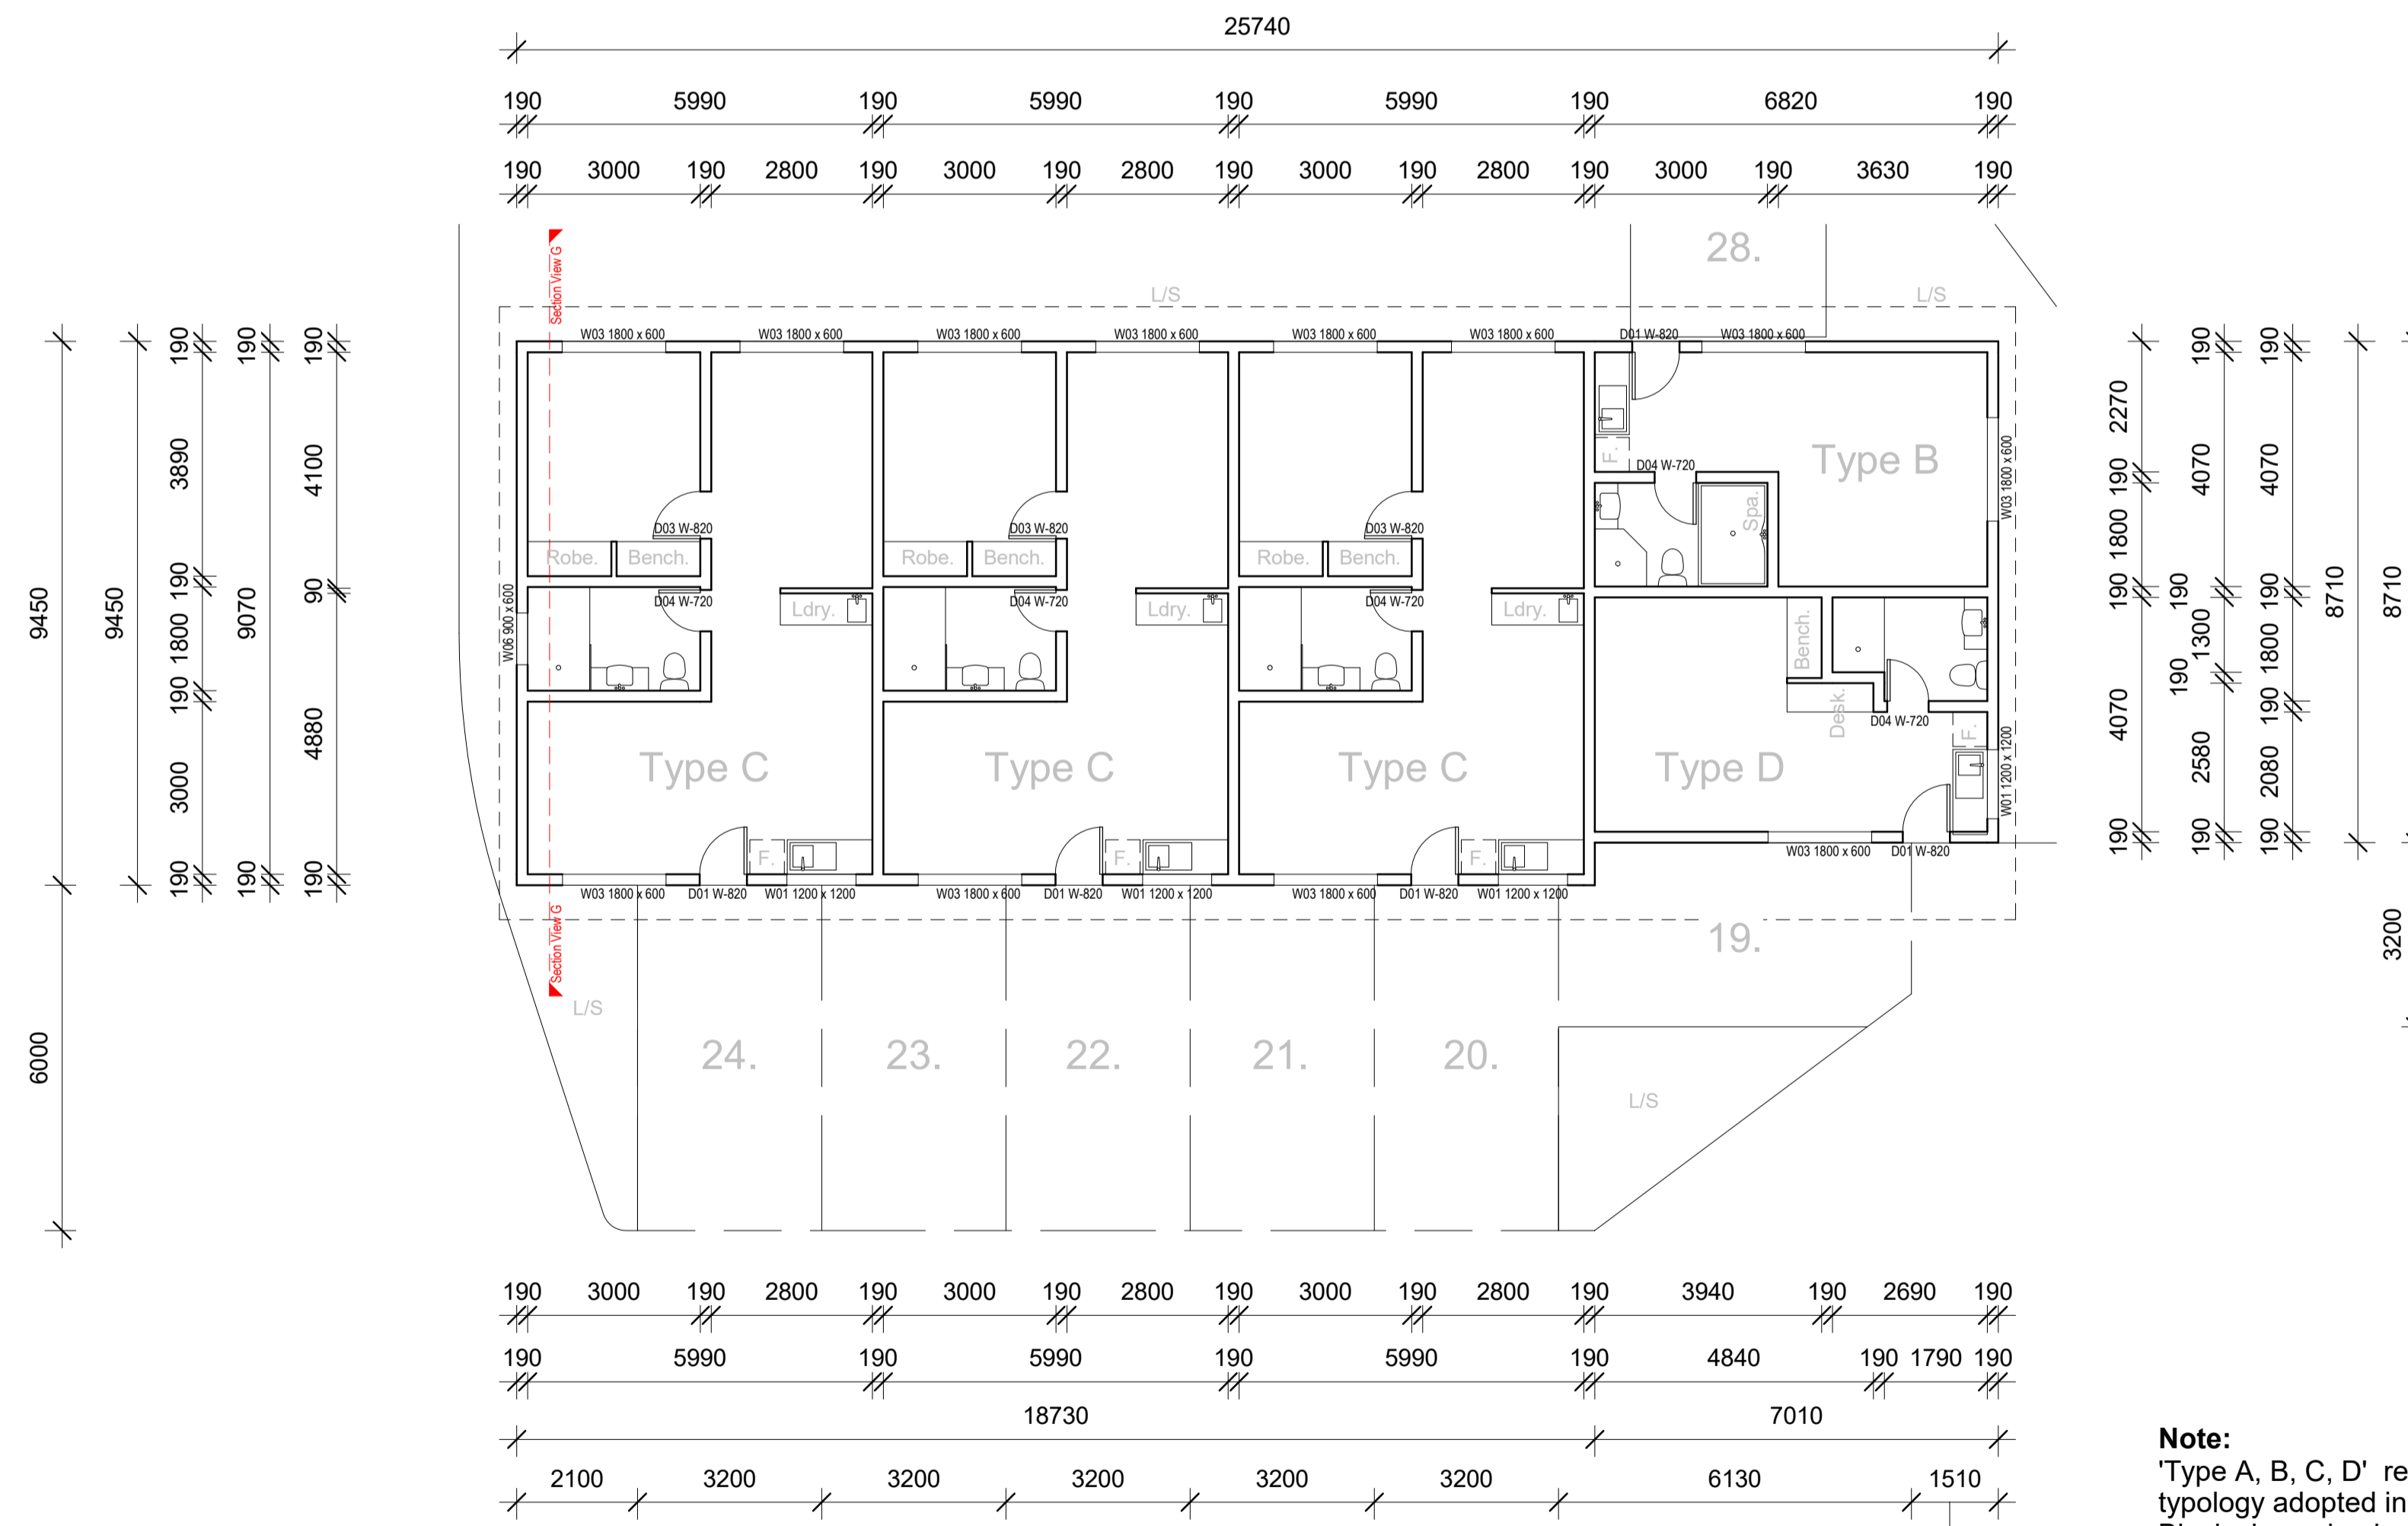 25740
190 5990 190 5990 190 5990 190 6820 190
190 3000 190 2800 190 3000 190 2800 190 3000 190 2800 190 3000 190 3630 190
Section View G
28.
L/S L/S
W03 1800 x 600 W03 1800 x 600 W03 1800 x 600 W03 1800 x 600 W03 1800 x 600 W03 1800 x 600 D01 W-820 W03 1800 x 600
9450
6000
9450
190 3890 190 1800 190 3000 190
190 9070 190
190 4100 90 4880 190
F.
D04 W-720
Type B
W03 1800 x 600
Spa.
D03 W-820 D03 W-820 D03 W-820
Robe. Bench. Robe. Bench. Robe. Bench.
W06 900 x 600
D04 W-720 D04 W-720 D04 W-720
Ldry. Ldry. Ldry.
Bench.
Desk.
D04 W-720
F.
W01 1200 x 1200
Type C Type C Type C Type D
F. F. F.
W03 1800 x 600 D01 W-820
W03 1800 x 600 D01 W-820 W01 1200 x 1200 W03 1800 x 600 D01 W-820 W01 1200 x 1200 W03 1800 x 600 D01 W-820 W01 1200 x 1200
2270 190 1800 190 4070 190
190 4070 190 1300 190 2580 190
190 4070 190 1800 190 2080 190
8710
8710
3200
Section View G
19.
L/S
24. 23. 22. 21. 20.
L/S
190 3000 190 2800 190 3000 190 2800 190 3000 190 2800 190 3940 190 2690 190
190 5990 190 5990 190 5990 190 4840 190 1790 190
18730 7010
2100 3200 3200 3200 3200 3200 6130 1510
Note:
'Type A, B, C, D' re
typology adopted in